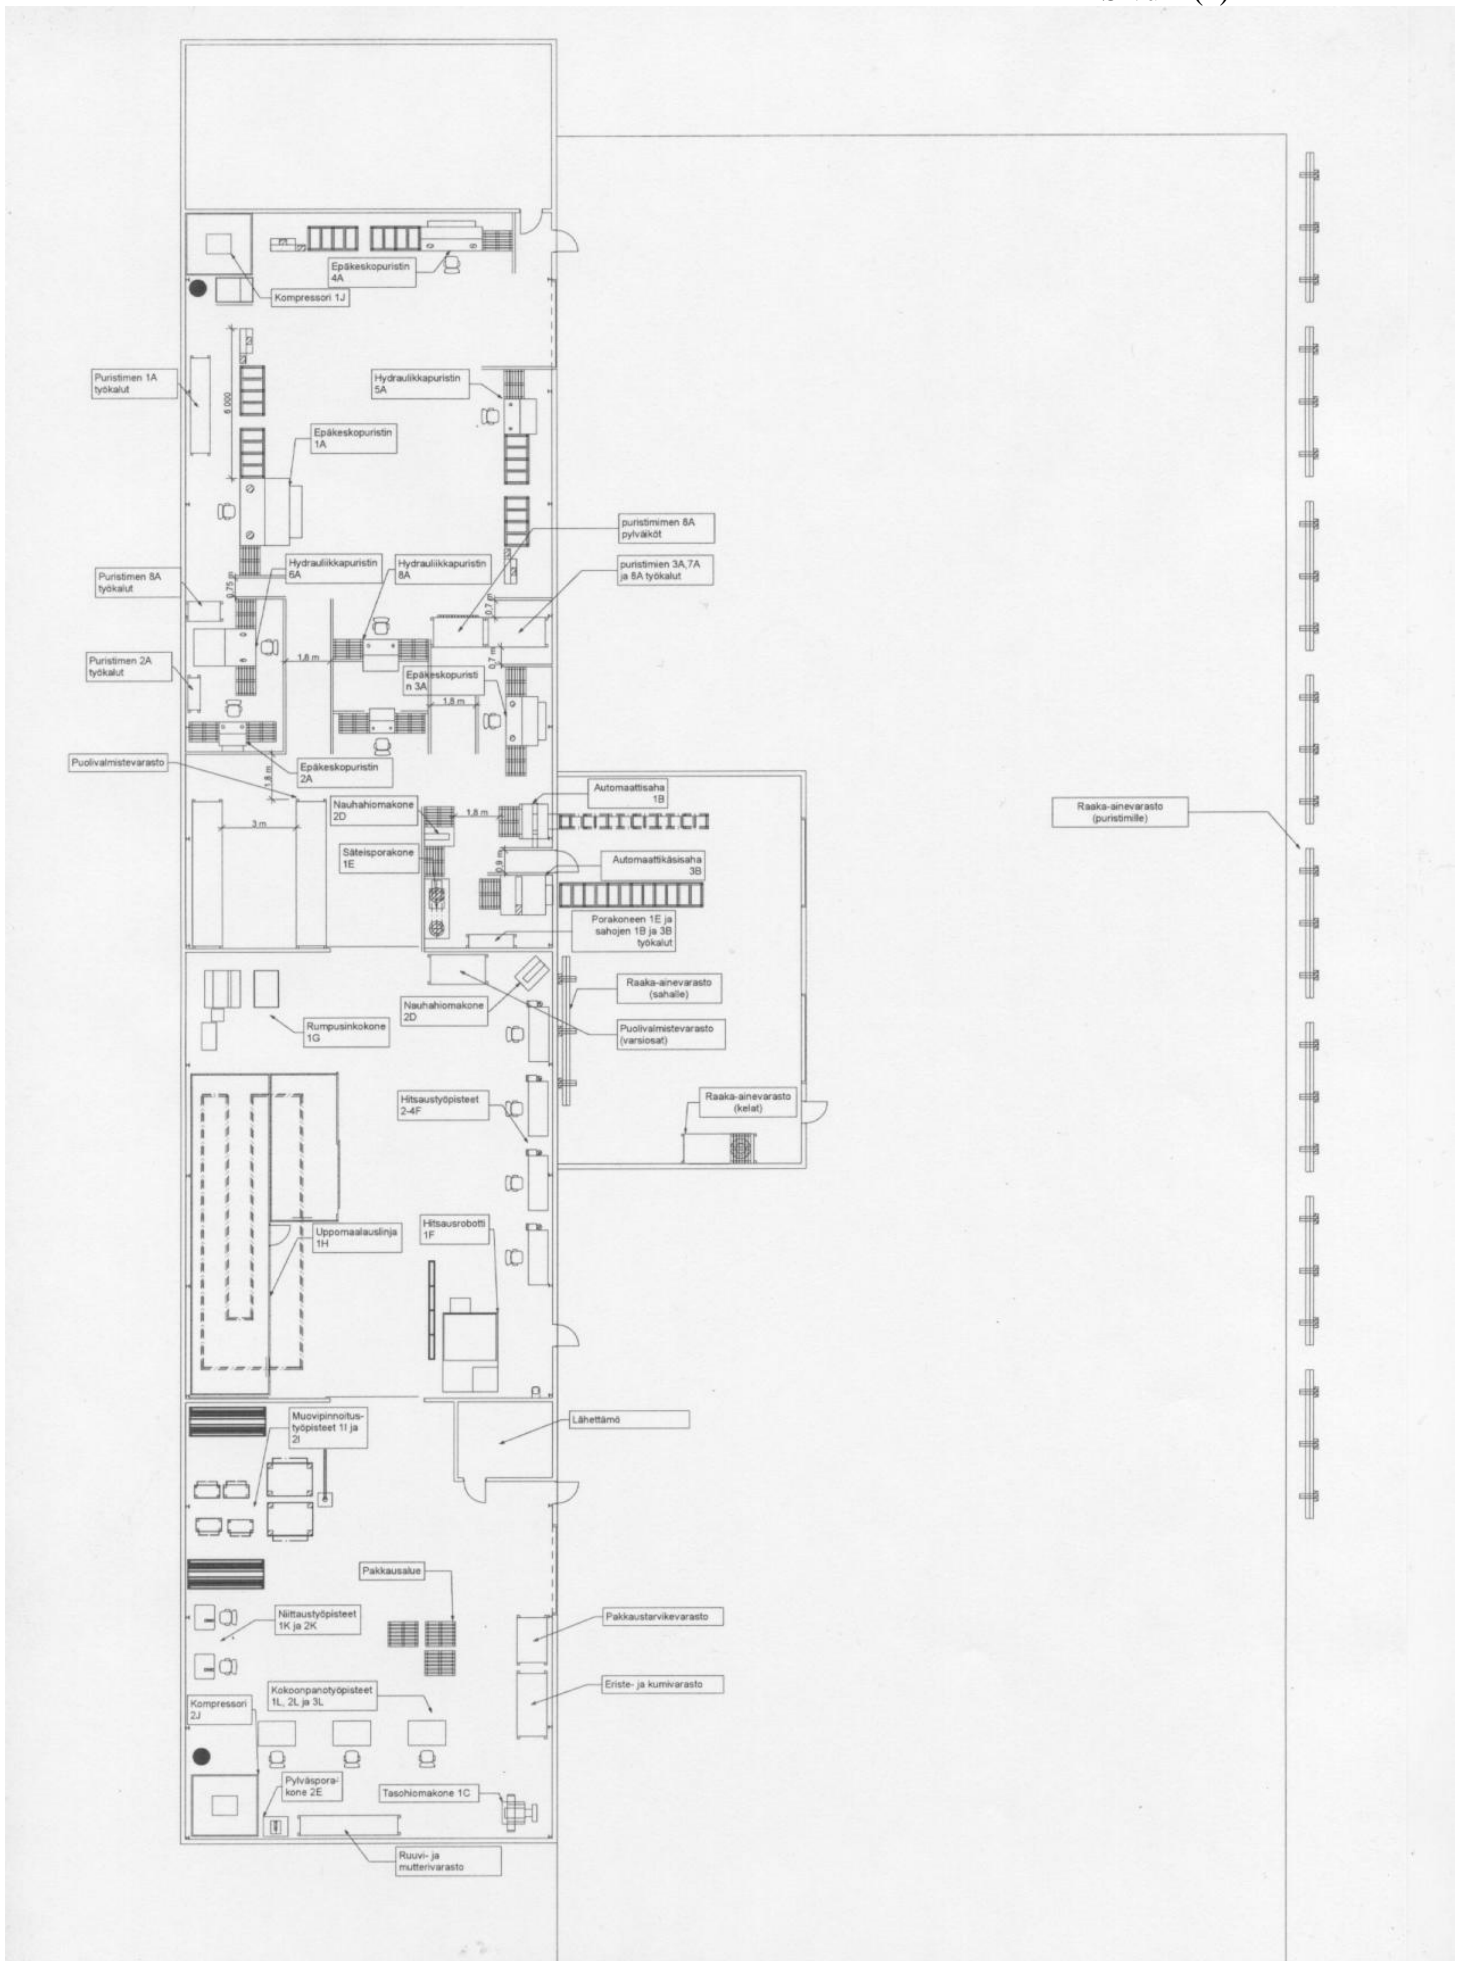 Epäkeskopuristin
4A
Kompressori 1J
Puristimen 1A
työkalut
6 000
Hydrauliikkapuristin
5A
Epäkeskopuristin
1A
puristimimen 8A
pylväiköt
Hydrauliikkapuristin
6A
Hydrauliikkapuristin
8A
puristimien 3A,7A
ja 8A työkalut
Puristimen 8A
työkalut
0,75 m
0,7 m
1,8 m
0,7 m
Puristimen 2A
työkalut
Epäkeskopuristi
n 3A
1,8 m
Puolivalmistevarasto
Epäkeskopuristin
2A
1,8 m
Automaattisaha
1B
Nauhahiomakone
2D
1,8 m
Raaka-ainevarasto
(puristimille)
3 m
Säteisporakone
1E
0,9 m
Automaattikäsisaha
3B
Porakoneen 1E ja
sahojen 1B ja 3B
työkalut
Raaka-ainevarasto
(sahalle)
Nauhahiomakone
2D
Rumpusinkokone
1G
Puolivalmistevarasto
(varsiosat)
Hitsaustyöpisteet
2-4F
Raaka-ainevarasto
(kelat)
Uppomaalauslinja
1H
Hitsausrobotti
1F
Muovipinnoitus-
työpisteet 1I ja
2I
Lähettämö
Pakkausalue
Niittaustyöpisteet
1K ja 2K
Pakkaustarvikevarasto
Kokoonpanotyöpisteet
1L, 2L ja 3L
Eriste- ja kumivarasto
Kompressori
2J
Pylväspora-
kone 2E
Tasohiomakone 1C
Ruuvi- ja
mutterivarasto